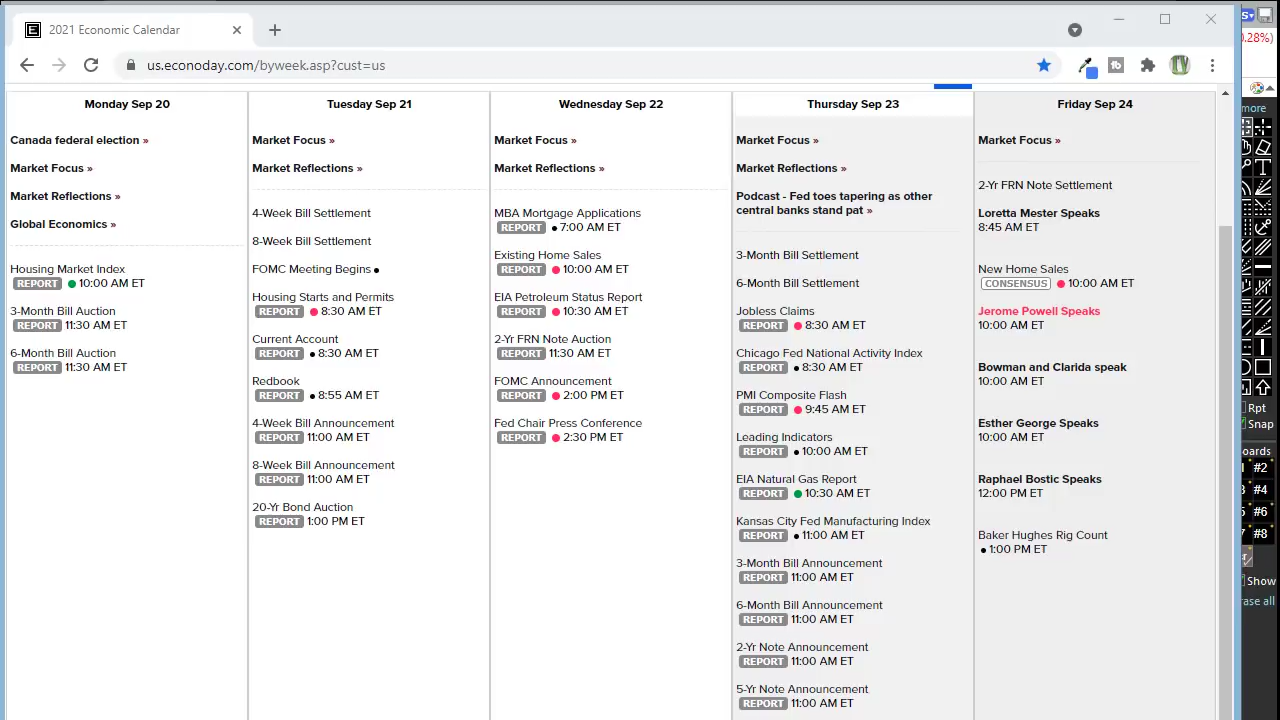 2021 Economic Calendar
us.econoday.com/byweek.asp?cust=us
Monday Sep 20
Canada federal election »
Market Focus »
Market Reflections »
Global Economics »
Housing Market Index
REPORT 10:00 AM ET
3-Month Bill Auction
REPORT 11:30 AM ET
6-Month Bill Auction
REPORT 11:30 AM ET
Tuesday Sep 21
Market Focus »
Market Reflections »
4-Week Bill Settlement
8-Week Bill Settlement
FOMC Meeting Begins
Housing Starts and Permits
REPORT 8:30 AM ET
Current Account
REPORT 8:30 AM ET
Redbook
REPORT 8:55 AM ET
4-Week Bill Announcement
REPORT 11:00 AM ET
8-Week Bill Announcement
REPORT 11:00 AM ET
20-Yr Bond Auction
REPORT 1:00 PM ET
Wednesday Sep 22
Market Focus »
Market Reflections »
MBA Mortgage Applications
REPORT 7:00 AM ET
Existing Home Sales
REPORT 10:00 AM ET
EIA Petroleum Status Report
REPORT 10:30 AM ET
2-Yr FRN Note Auction
REPORT 11:30 AM ET
FOMC Announcement
REPORT 2:00 PM ET
Fed Chair Press Conference
REPORT 2:30 PM ET
Thursday Sep 23
Market Focus »
Market Reflections »
Podcast - Fed toes tapering as other
central banks stand pat »
3-Month Bill Settlement
6-Month Bill Settlement
Jobless Claims
REPORT 8:30 AM ET
Chicago Fed National Activity Index
REPORT 8:30 AM ET
PMI Composite Flash
REPORT 9:45 AM ET
Leading Indicators
REPORT 10:00 AM ET
EIA Natural Gas Report
REPORT 10:30 AM ET
Kansas City Fed Manufacturing Index
REPORT 11:00 AM ET
3-Month Bill Announcement
REPORT 11:00 AM ET
6-Month Bill Announcement
REPORT 11:00 AM ET
2-Yr Note Announcement
REPORT 11:00 AM ET
5-Yr Note Announcement
REPORT 11:00 AM ET
Friday Sep 24
Market Focus »
2-Yr FRN Note Settlement
Loretta Mester Speaks
8:45 AM ET
New Home Sales
CONSENSUS 10:00 AM ET
Jerome Powell Speaks
10:00 AM ET
Bowman and Clarida speak
10:00 AM ET
Esther George Speaks
10:00 AM ET
Raphael Bostic Speaks
12:00 PM ET
Baker Hughes Rig Count
1:00 PM ET
0.28%)
more
Rpt
Snap
#2
#4
#6
#8
Show